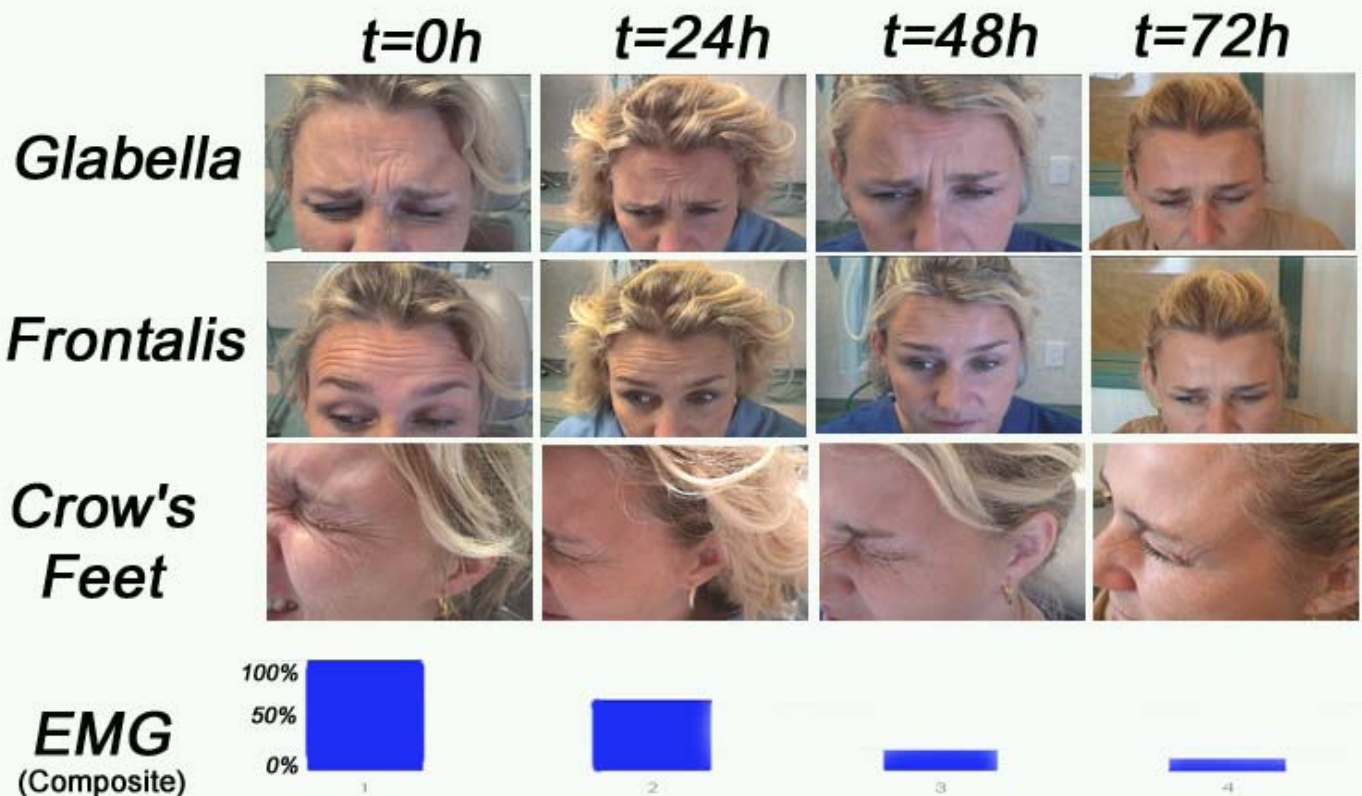 t=0h t=24h t=48h t=72h
Glabella
Frontalis
Crow's
Feet
100%
50%
0%
EMG
(Composite)
1 2 3 4